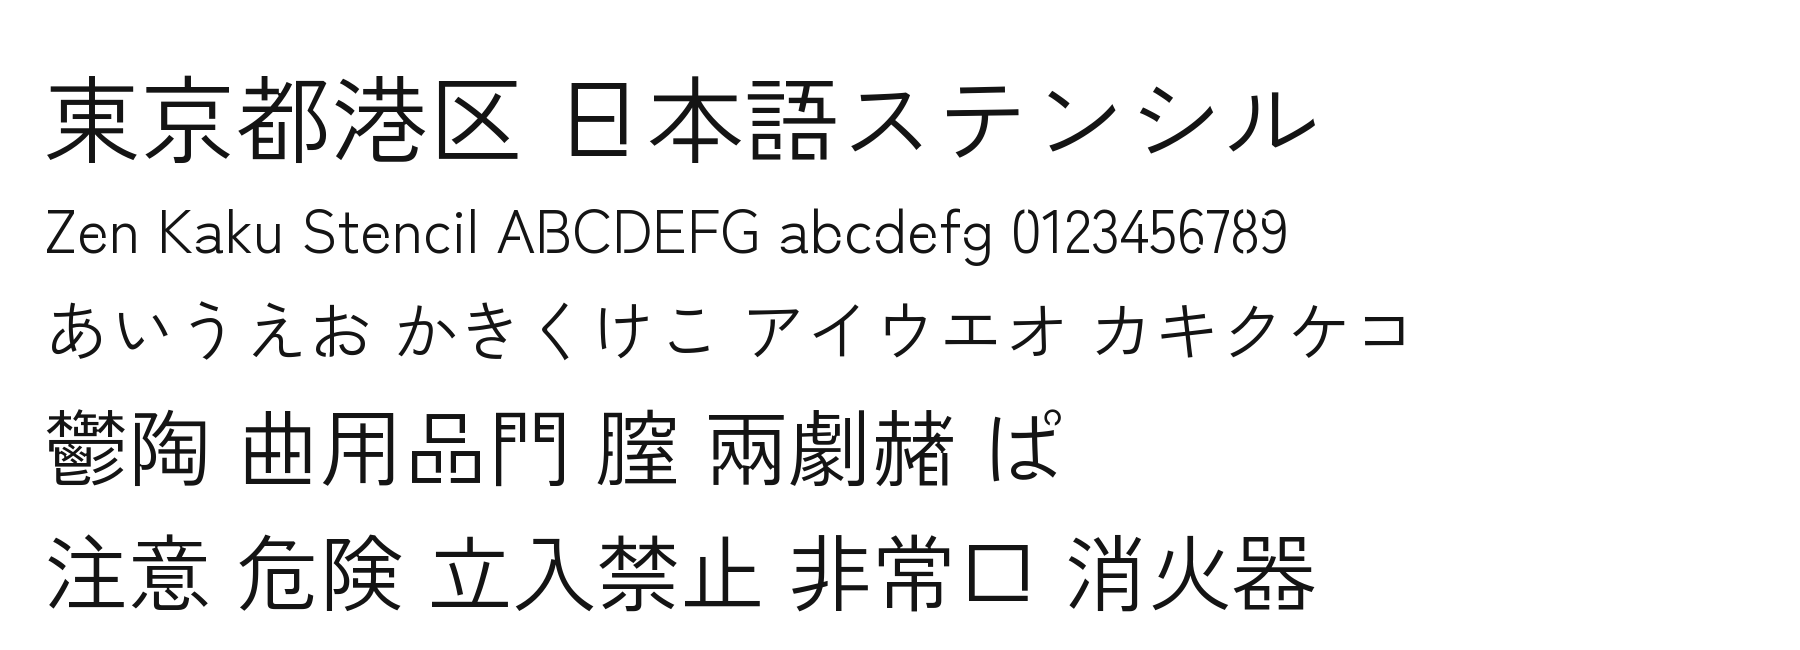 東京都港区 日本語ステンシル
Zen Kaku Stencil ABCDEFG abcdefg 0123456789
あいうえお かきくけこ アイウエオ カキクケコ
鬱陶 曲用品門 膣 兩劇赭 ぱ
注意 危険 立入禁止 非常口 消火器